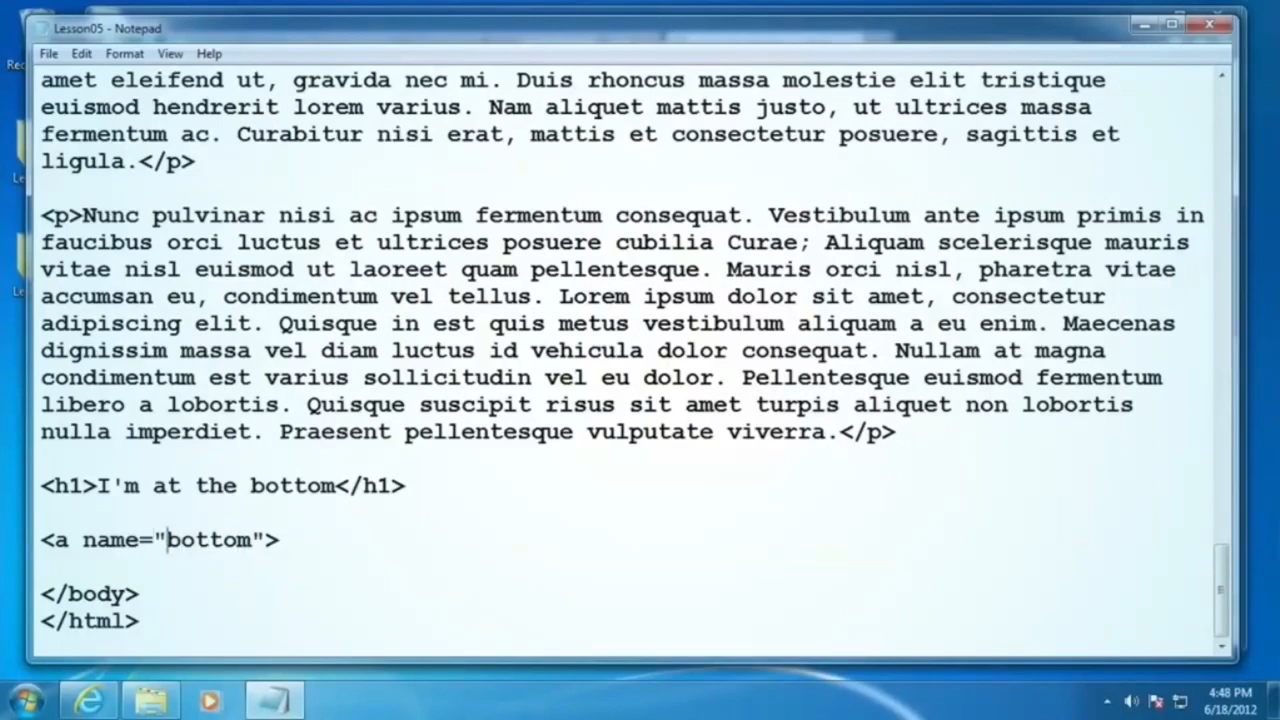 Lesson05 - Notepad
File Edit Format View Help
amet eleifend ut, gravida nec mi. Duis rhoncus massa molestie elit tristique
euismod hendrerit lorem varius. Nam aliquet mattis justo, ut ultrices massa
fermentum ac. Curabitur nisi erat, mattis et consectetur posuere, sagittis et
ligula.</p>
<p>Nunc pulvinar nisi ac ipsum fermentum consequat. Vestibulum ante ipsum primis in
faucibus orci luctus et ultrices posuere cubilia Curae; Aliquam scelerisque mauris
vitae nisl euismod ut laoreet quam pellentesque. Mauris orci nisl, pharetra vitae
accumsan eu, condimentum vel tellus. Lorem ipsum dolor sit amet, consectetur
adipiscing elit. Quisque in est quis metus vestibulum aliquam a eu enim. Maecenas
dignissim massa vel diam luctus id vehicula dolor consequat. Nullam at magna
condimentum est varius sollicitudin vel eu dolor. Pellentesque euismod fermentum
libero a lobortis. Quisque suscipit risus sit amet turpis aliquet non lobortis
nulla imperdiet. Praesent pellentesque vulputate viverra.</p>
<h1>I'm at the bottom</h1>
<a name="bottom">
</body>
</html>
4:48 PM
6/18/2012